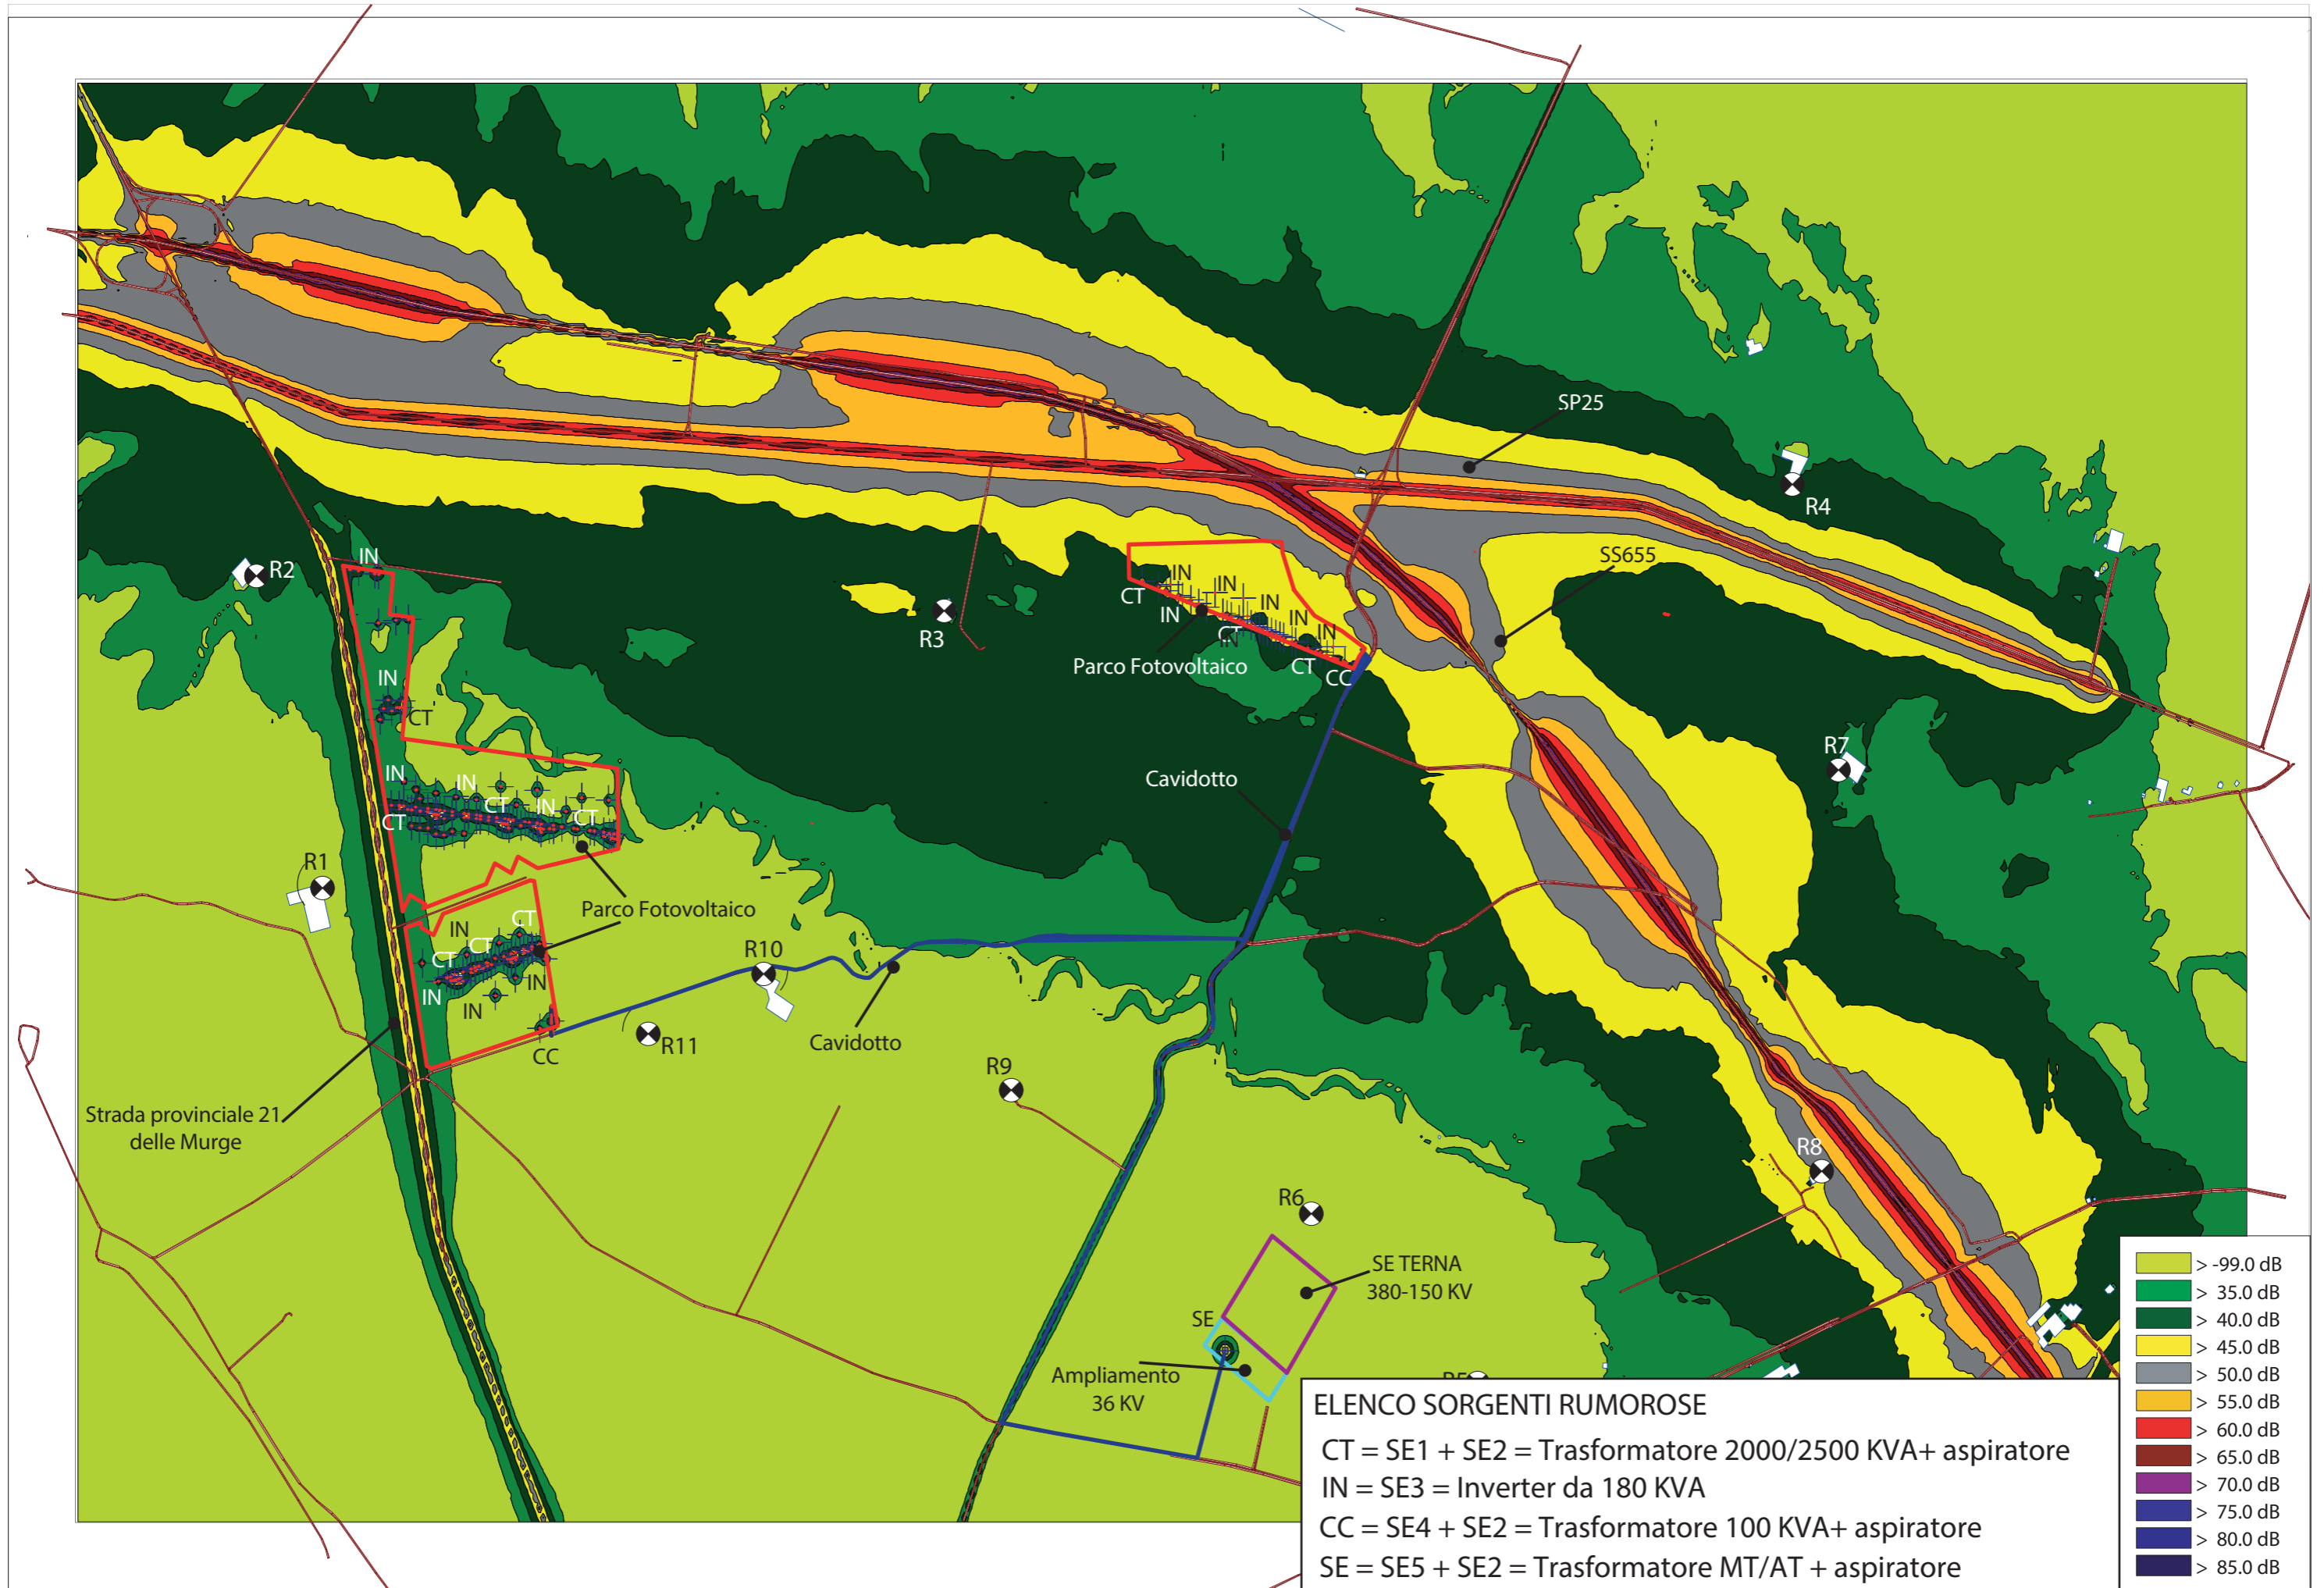 SP25
R4
SS655
IN
R2
IN
IN
CT
IN
IN
R3
CT
IN
IN
IN
Parco Fotovoltaico
CT
CC
IN
CT
R7
IN
IN
Cavidotto
CT
IN
CT
CT
R1
Parco Fotovoltaico
CT
IN
CT
R10
CT
IN
IN
IN
R11
Cavidotto
CC
R9
Strada provinciale 21
delle Murge
R8
R6
SE TERNA
380-150 KV
SE
Ampliamento
36 KV
ELENCO SORGENTI RUMOROSE
CT = SE1 + SE2 = Trasformatore 2000/2500 KVA+ aspiratore
IN = SE3 = Inverter da 180 KVA
CC = SE4 + SE2 = Trasformatore 100 KVA+ aspiratore
SE = SE5 + SE2 = Trasformatore MT/AT + aspiratore
> -99.0 dB
> 35.0 dB
> 40.0 dB
> 45.0 dB
> 50.0 dB
> 55.0 dB
> 60.0 dB
> 65.0 dB
> 70.0 dB
> 75.0 dB
> 80.0 dB
> 85.0 dB